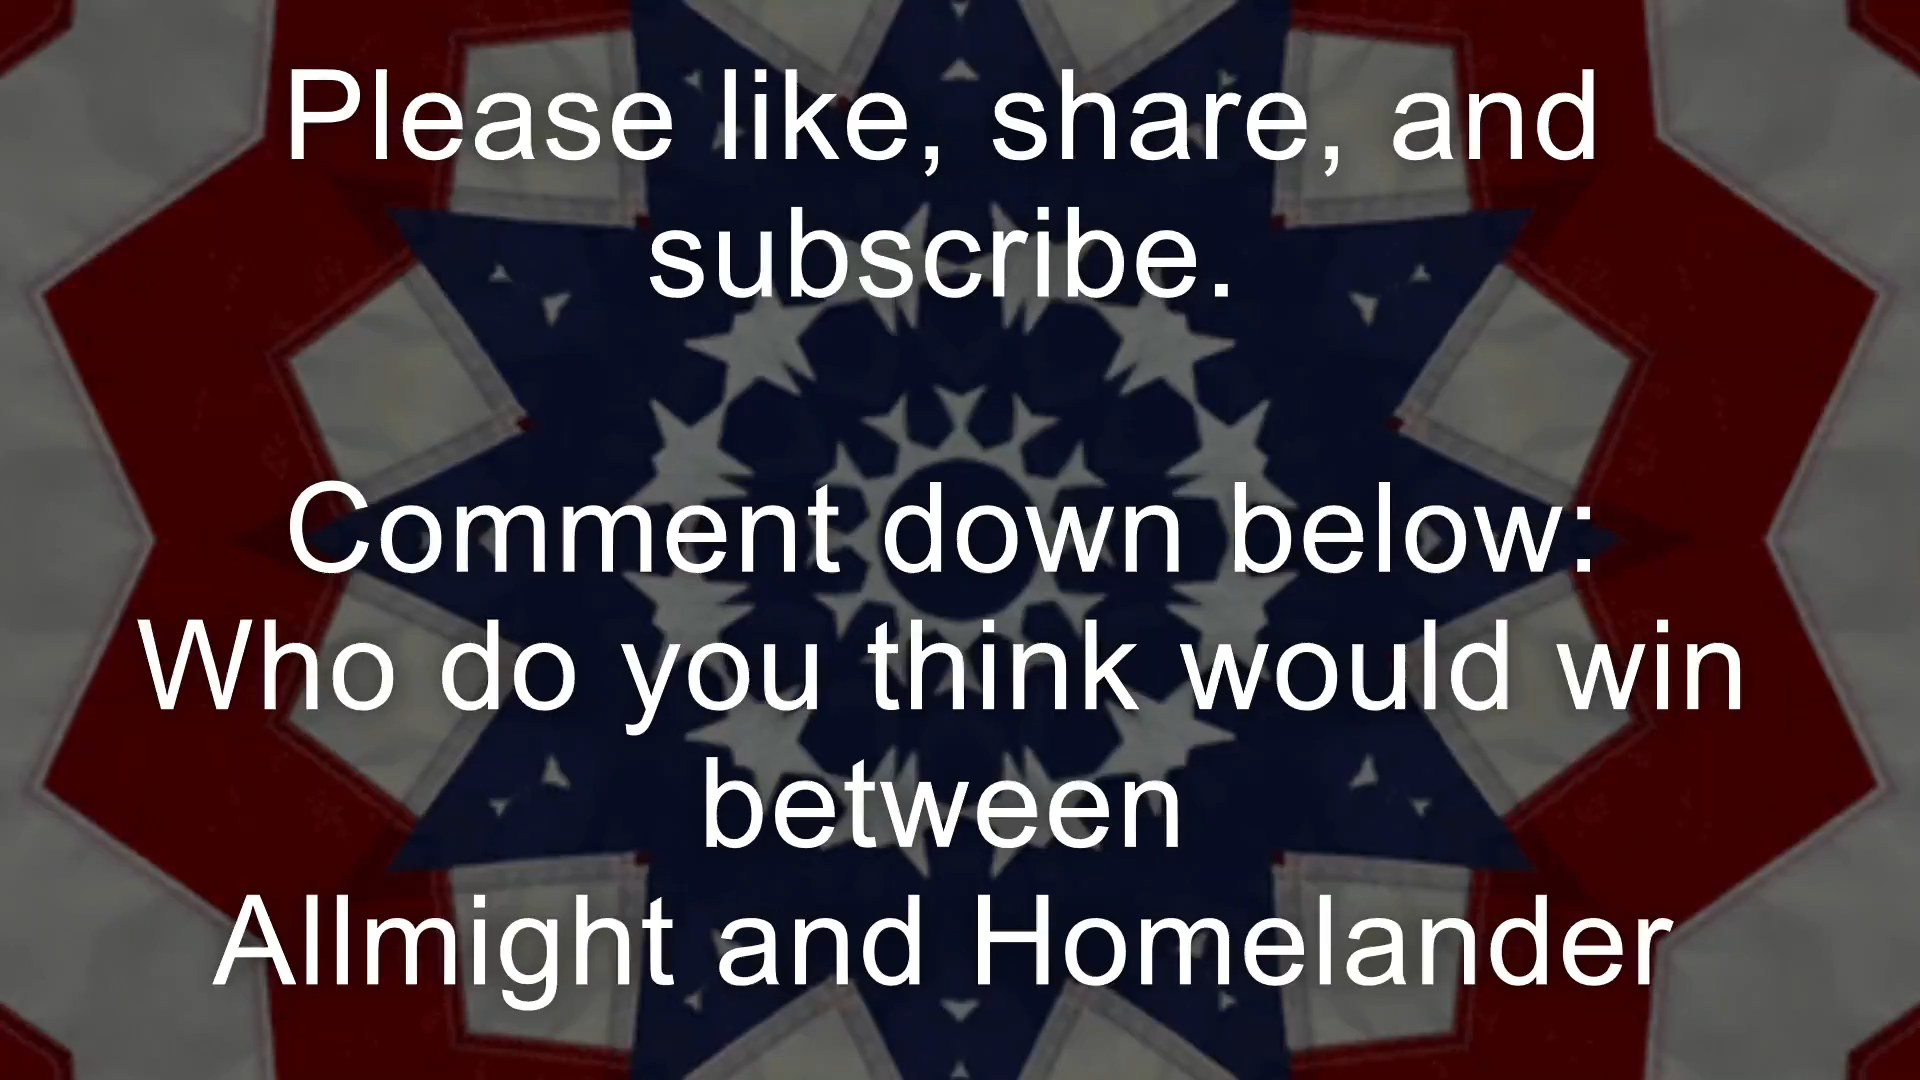 Please like, share, and
subscribe.
Comment down below:
Who do you think would win
between
Allmight and Homelander